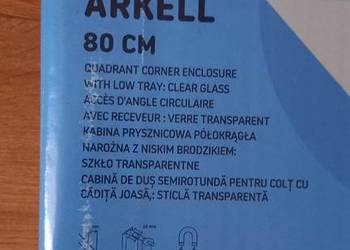 ARKELL
80 CM
QUADRANT CORNER ENCLOSURE
WITH LOW TRAY: CLEAR GLASS
ACCÈS D'ANGLE CIRCULAIRE
AVEC RECEVEUR : VERRE TRANSPARENT
KABINA PRYSZNICOWA PÓŁOKRĄGŁA
NAROŻNA Z NISKIM BRODZIKIEM:
SZKŁO TRANSPARENTNE
CABINĂ DE DUȘ SEMIROTUNDĂ PENTRU COLȚ CU
CĂDIȚĂ JOASĂ,: STICLĂ TRANSPARENTĂ